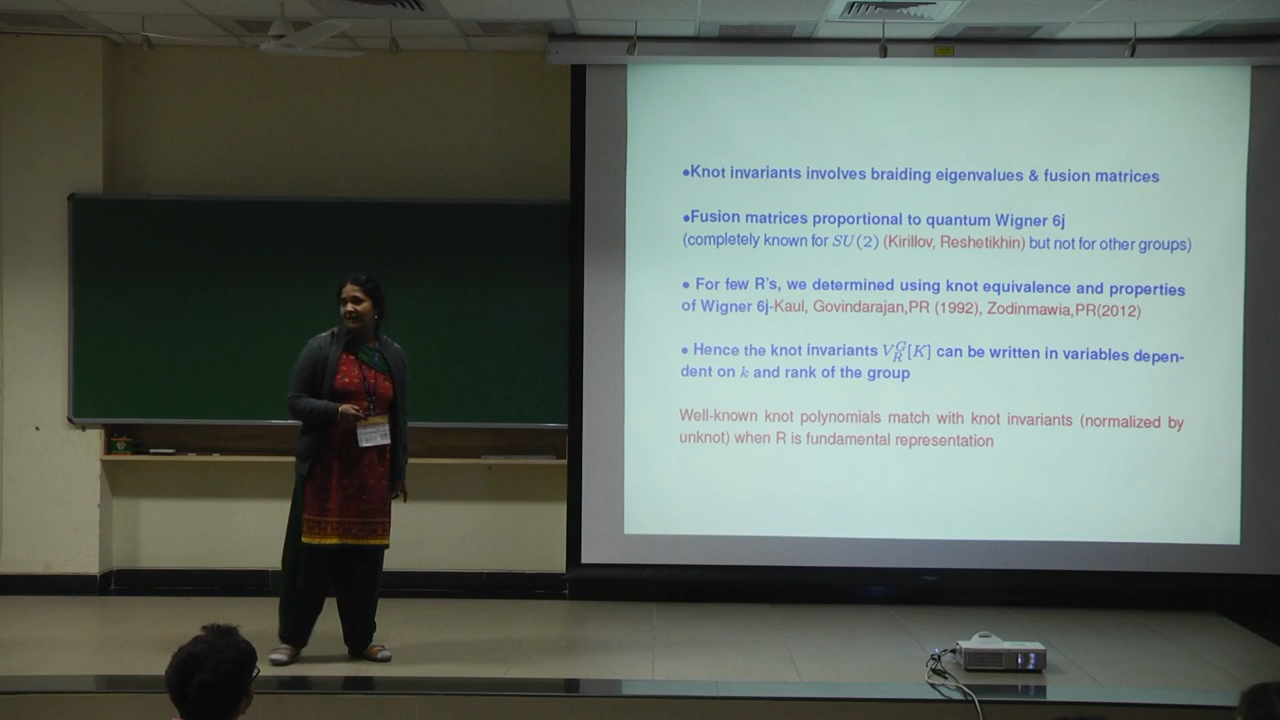 •Knot invariants involves braiding eigenvalues & fusion matrices
•Fusion matrices proportional to quantum Wigner 6j
(completely known for SU(2) (Kirillov, Reshetikhin) but not for other groups)
• For few R's, we determined using knot equivalence and properties
of Wigner 6j-Kaul, Govindarajan,PR (1992), Zodinmawia,PR(2012)
• Hence the knot invariants V_R^G[K] can be written in variables depen-
dent on k and rank of the group
Well-known knot polynomials match with knot invariants (normalized by
unknot) when R is fundamental representation